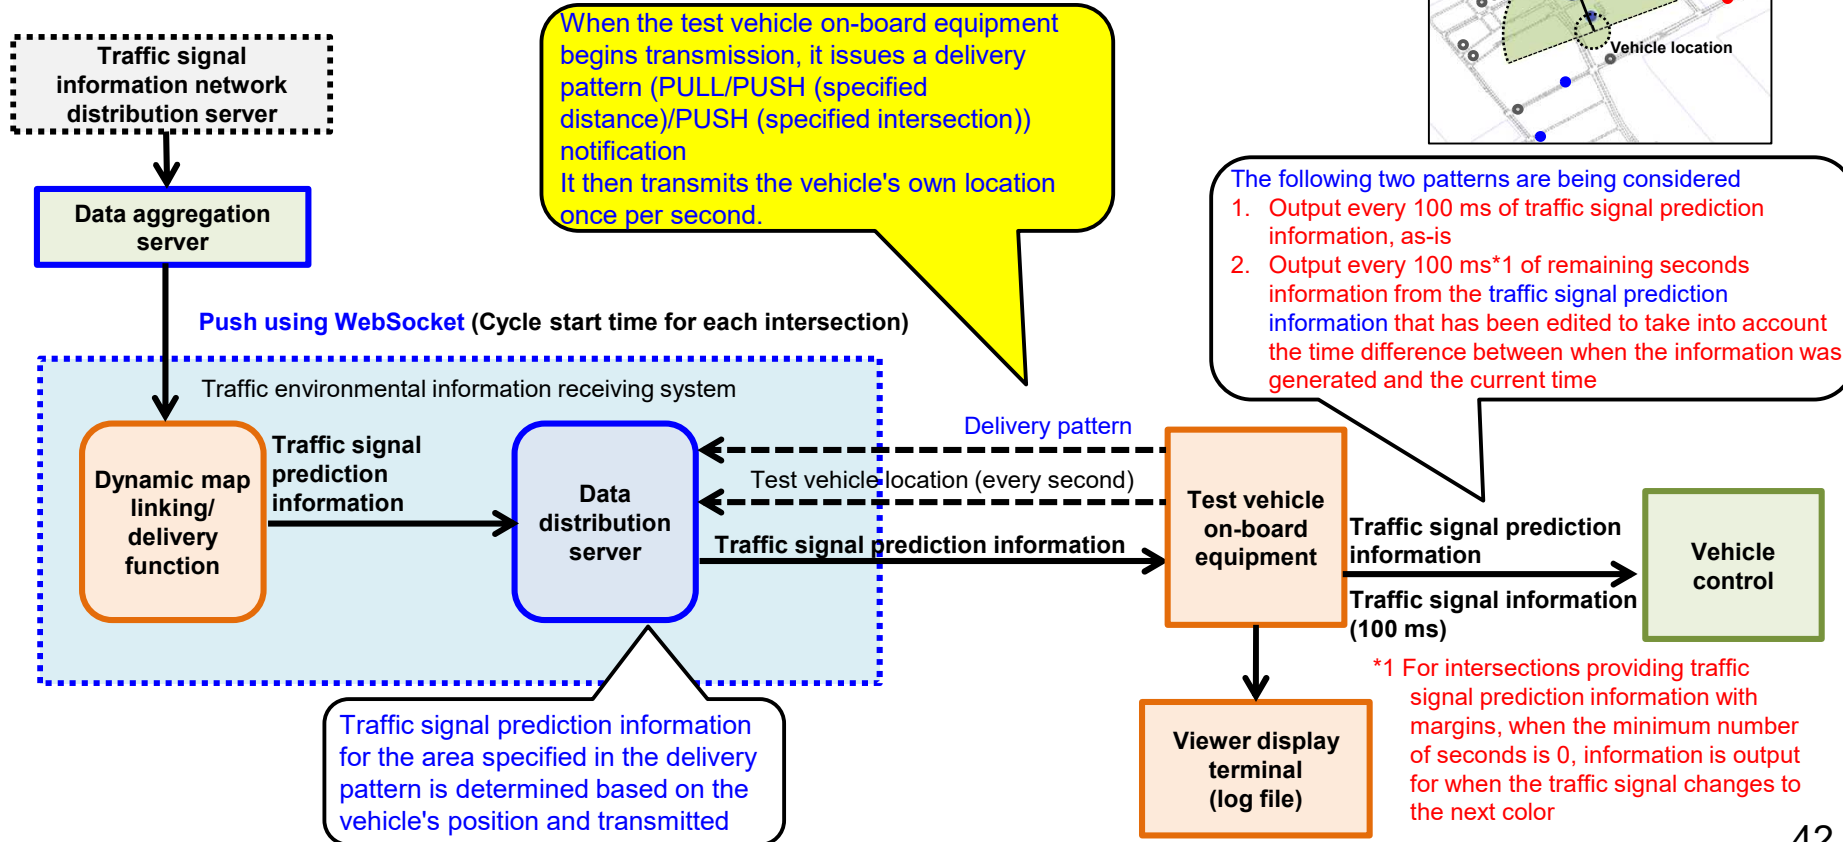 Traffic signal
information network
distribution server
Data aggregation
server
When the test vehicle on-board equipment
begins transmission, it issues a delivery
pattern (PULL/PUSH (specified
distance)/PUSH (specified intersection))
notification
It then transmits the vehicle's own location
once per second.
Vehicle location
The following two patterns are being considered
1. Output every 100 ms of traffic signal prediction
information, as-is
2. Output every 100 ms*1 of remaining seconds
information from the traffic signal prediction
information that has been edited to take into account
the time difference between when the information was
generated and the current time
Push using WebSocket (Cycle start time for each intersection)
Traffic environmental information receiving system
Dynamic map
linking/
delivery
function
Traffic signal
prediction
information
Data
distribution
server
Delivery pattern
Test vehicle location (every second)
Traffic signal prediction information
Test vehicle
on-board
equipment
Traffic signal prediction
information
Traffic signal information
(100 ms)
Vehicle
control
Traffic signal prediction information
for the area specified in the delivery
pattern is determined based on the
vehicle's position and transmitted
Viewer display
terminal
(log file)
*1 For intersections providing traffic
signal prediction information with
margins, when the minimum number
of seconds is 0, information is output
for when the traffic signal changes to
the next color
42